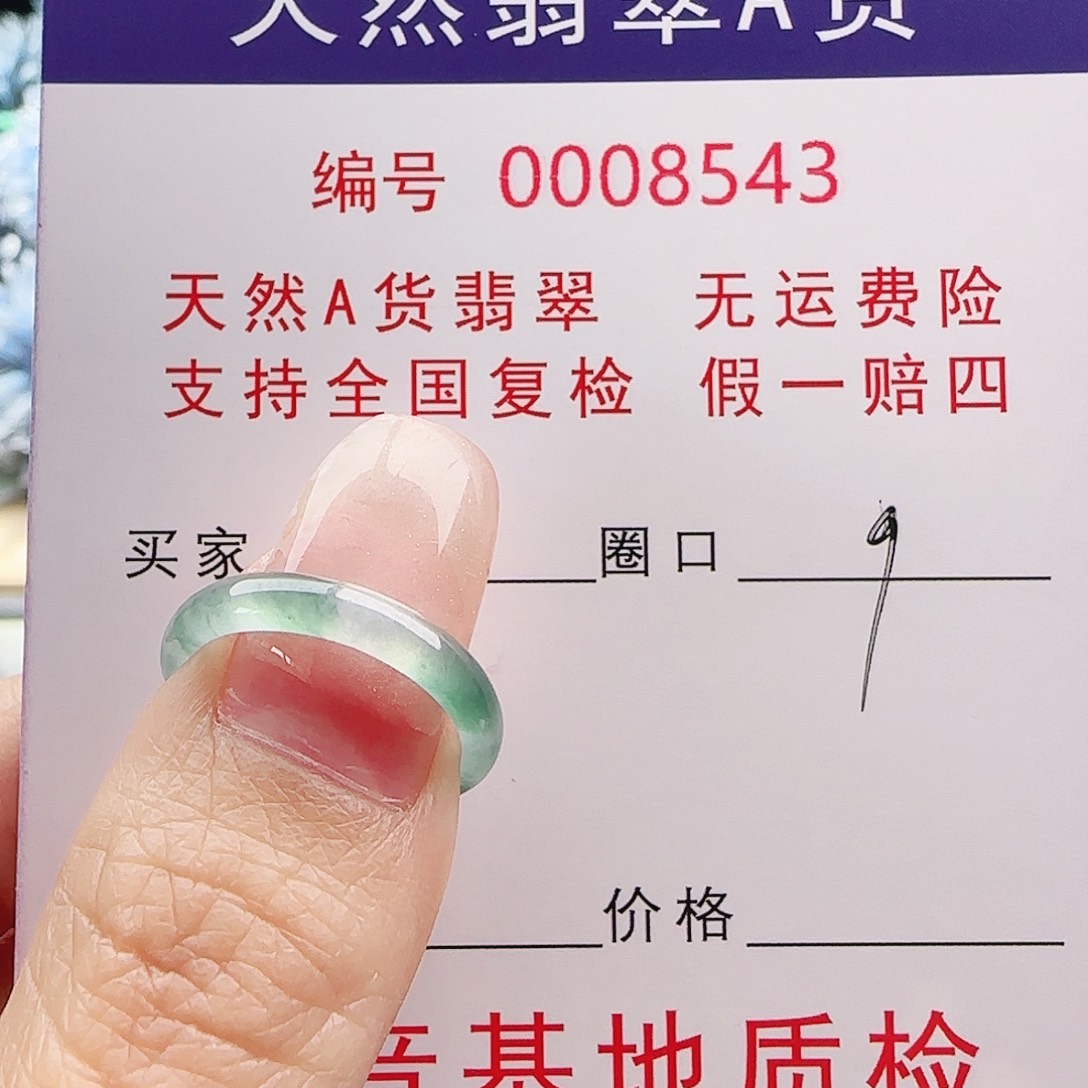 天然翡翠A货
编号 0008543
天然A货翡翠 无运费险
支持全国复检 假一赔四
买家 圈口 9
价格
基地质检